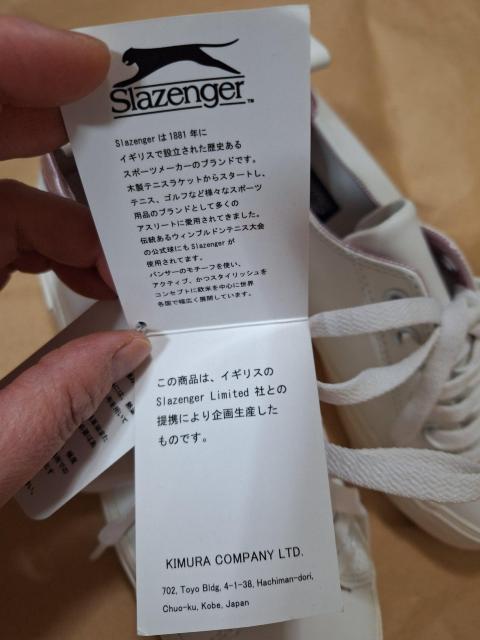 Slazenger™
Slazenger は 1881 年に
イギリスで設立された歴史ある
スポーツメーカーのブランドです。
木製テニスラケットからスタートし、
テニス、ゴルフなど様々なスポーツ
用品のブランドとして多くの
アスリートに愛用されてきました。
伝統あるウィンブルドンテニス大会
の公式球にも Slazenger が
使用されてます。
パンサーのモチーフを使い、
アクティブ、かつスタイリッシュを
コンセプトに欧米を中心に世界
各国で幅広く展開しています。
この商品は、イギリスの
Slazenger Limited 社との
提携により企画生産した
ものです。
KIMURA COMPANY LTD.
702, Toyo Bldg, 4-1-38, Hachiman-dori,
Chuo-ku, Kobe, Japan